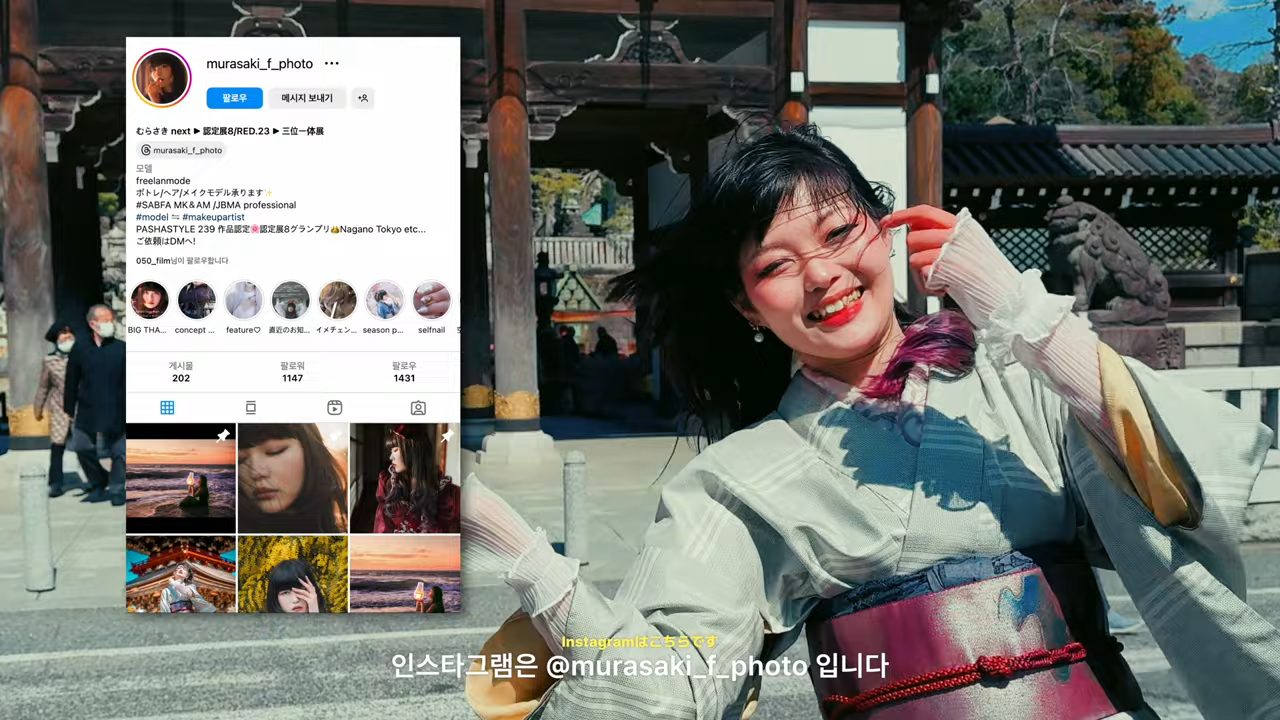 murasaki_f_photo •••
팔로우 메시지 보내기
むらさき next ▶ 認定展8/RED.23 ▶ 三位一体展
murasaki_f_photo
모델
freelanmode
ポトレ/ヘア/メイクモデル承ります✨
#SABFA MK&AM /JBMA professional
#model ⇋ #makeupartist
PASHASTYLE 239 作品認定🌸認定展8グランプリ👑Nagano Tokyo etc...
ご依頼はDMへ!
050_film님이 팔로우합니다
BIG THA... concept ... feature♡ 直近のお知... イメチェン... season p... selfnail
게시물 팔로워 팔로우
202 1147 1431
Instagramはこちらです
인스타그램은 @murasaki_f_photo 입니다